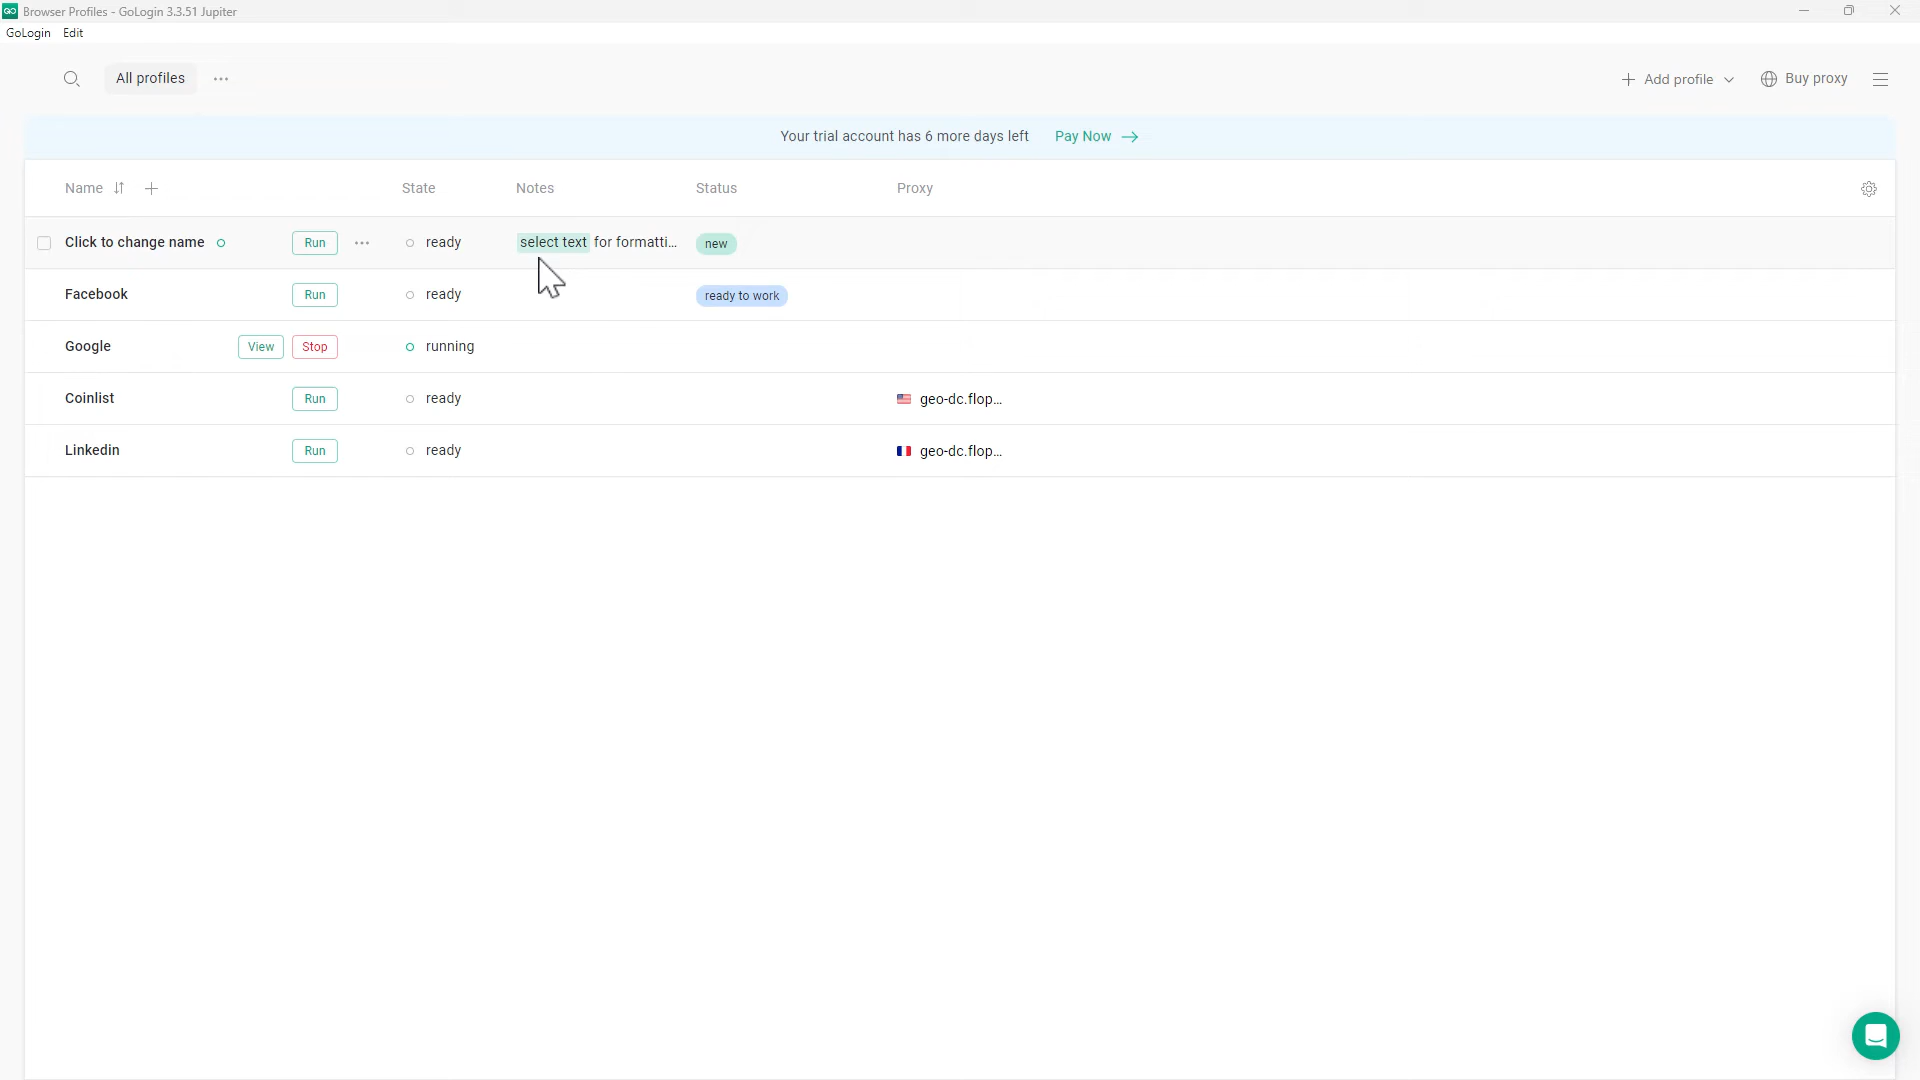 Browser Profiles - GoLogin 3.3.51 Jupiter
GoLogin Edit
All profiles
Add profile
Buy proxy
Your trial account has 6 more days left Pay Now
Name State Notes Status Proxy
Click to change name Run ready select text for formatti... new
Facebook Run ready ready to work
Google View Stop running
Coinlist Run ready geo-dc.flop...
Linkedin Run ready geo-dc.flop...